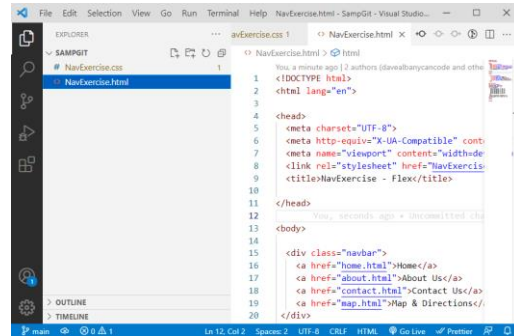 File Edit Selection View Go Run Terminal Help NavExercise.html - SampGit - Visual Studio...
EXPLORER
SAMPGIT
# NavExercise.css 1
<> NavExercise.html
OUTLINE
TIMELINE
avExercise.css 1 <> NavExercise.html
<> NavExercise.html > html
You, a minute ago | 2 authors (davealbanycancode and othe
1 <!DOCTYPE html>
2 <html lang="en">
3
4 <head>
5 <meta charset="UTF-8">
6 <meta http-equiv="X-UA-Compatible" cont
7 <meta name="viewport" content="width=de
8 <link rel="stylesheet" href="NavExercis
9 <title>NavExercise - Flex</title>
10
11 </head>
12 You, seconds ago • Uncommitted cha
13 <body>
14
15 <div class="navbar">
16 <a href="home.html">Home</a>
17 <a href="about.html">About Us</a>
18 <a href="contact.html">Contact Us</a>
19 <a href="map.html">Map & Directions</
20 </div>
main 0 1 Ln 12, Col 2 Spaces: 2 UTF-8 CRLF HTML Go Live Prettier